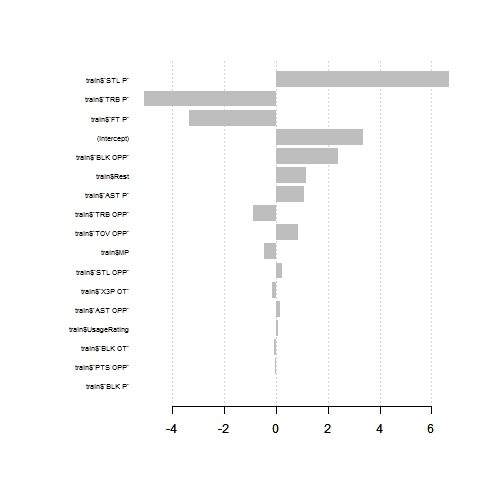 train$`STL P`
train$`TRB P`
train$`FT P`
(Intercept)
train$`BLK OPP`
train$Rest
train$`AST P`
train$`TRB OPP`
train$`TOV OPP`
train$MP
train$`STL OPP`
train$`X3P OT`
train$`AST OPP`
train$UsageRating
train$`BLK OT`
train$`PTS OPP`
train$`BLK P`
-4 -2 0 2 4 6